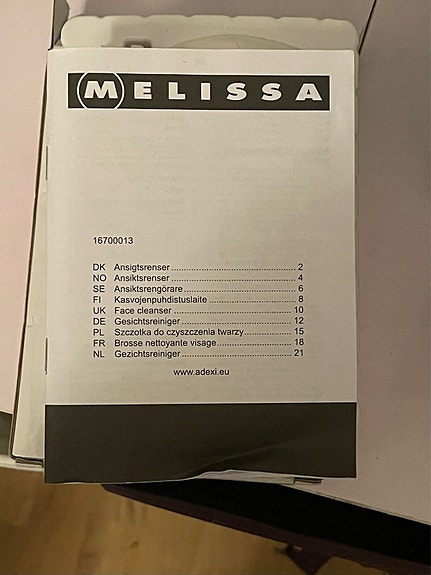 MELISSA
16700013
DK Ansigtsrenser ..................................................... 2
NO Ansiktsrenser ..................................................... 4
SE Ansiktsrengörare ................................................ 6
FI Kasvojenpuhdistuslaite ....................................... 8
UK Face cleanser .................................................. 10
DE Gesichtsreiniger ............................................... 12
PL Szczotka do czyszczenia twarzy ..................... 15
FR Brosse nettoyante visage ................................ 18
NL Gezichtsreiniger ............................................... 21
www.adexi.eu